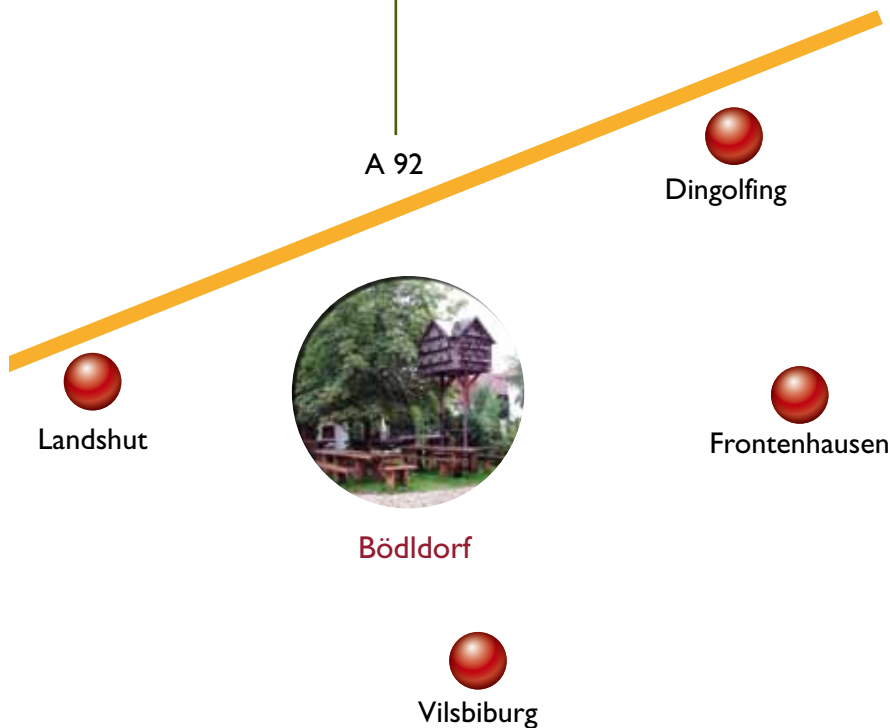 A 92
Dingolfing
Landshut
Frontenhausen
Bödldorf
Vilsbiburg